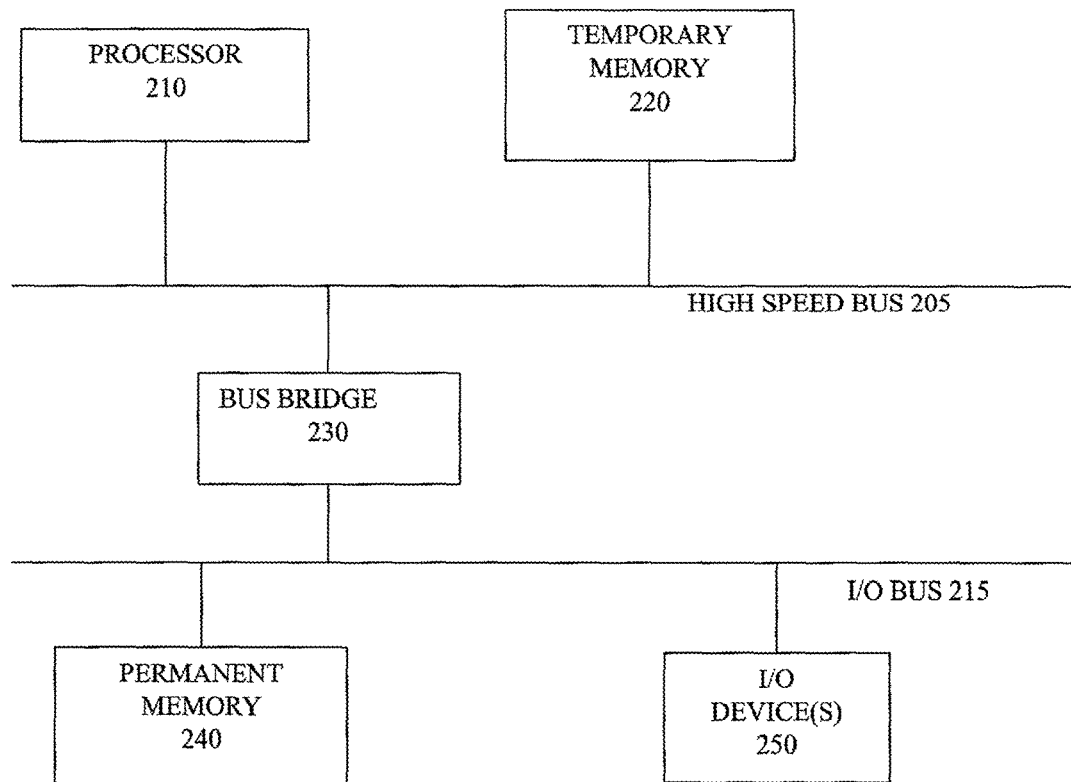 PROCESSOR
210
TEMPORARY
MEMORY
220
HIGH SPEED BUS 205
BUS BRIDGE
230
I/O BUS 215
PERMANENT
MEMORY
240
I/O
DEVICE(S)
250